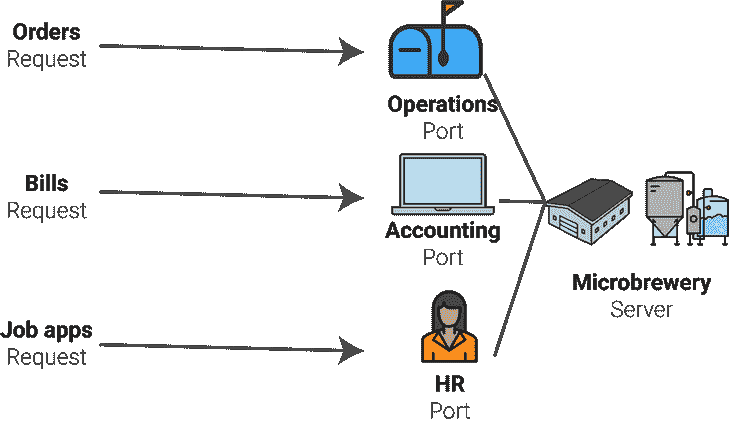 Orders
Request
Operations
Port
Bills
Request
Accounting
Port
Microbrewery
Server
Job apps
Request
HR
Port